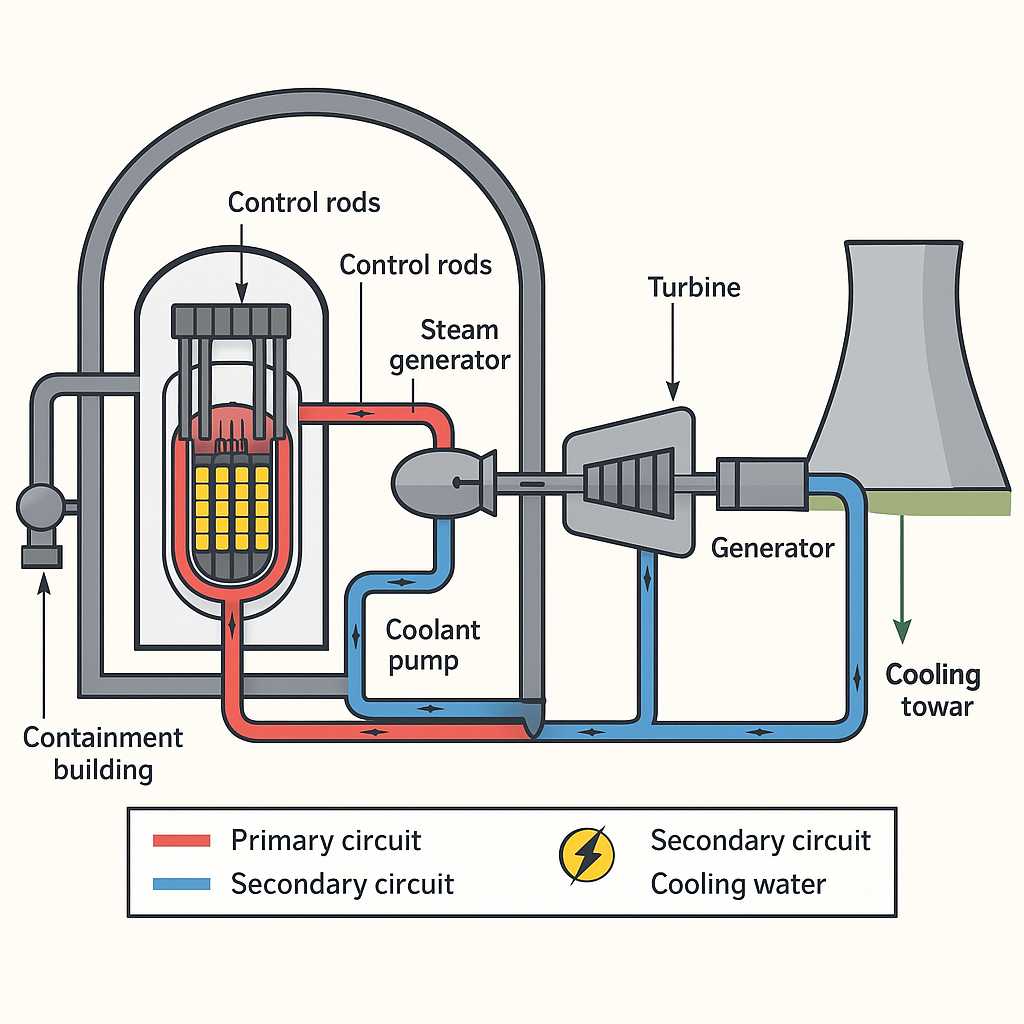 Control rods
Control rods
Steam
generator
Turbine
Generator
Coolant
pump
Cooling
towar
Containment
building
Primary circuit
Secondary circuit
Secondary circuit
Cooling water